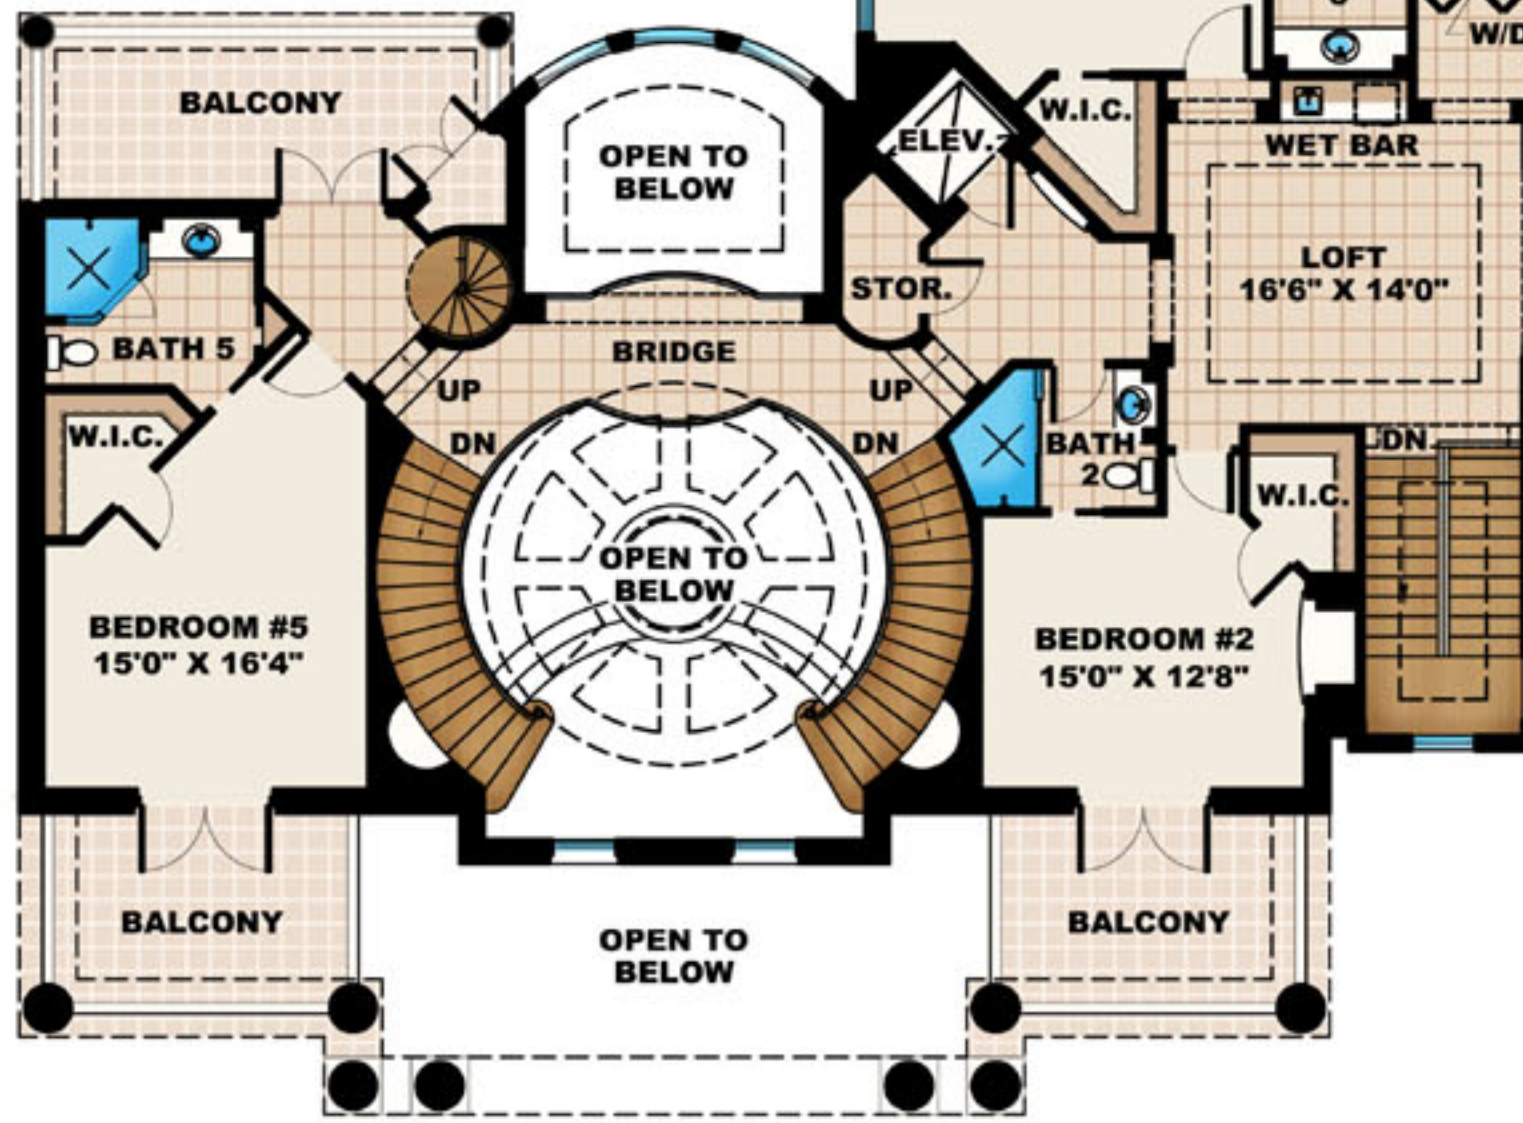 W/D
BALCONY
W.I.C.
ELEV.
WET BAR
OPEN TO
BELOW
LOFT
16'6" X 14'0"
STOR.
BATH 5
BRIDGE
UP
UP
W.I.C.
DN
DN
BATH
2
DN
W.I.C.
OPEN TO
BELOW
BEDROOM #5
15'0" X 16'4"
BEDROOM #2
15'0" X 12'8"
BALCONY
BALCONY
OPEN TO
BELOW